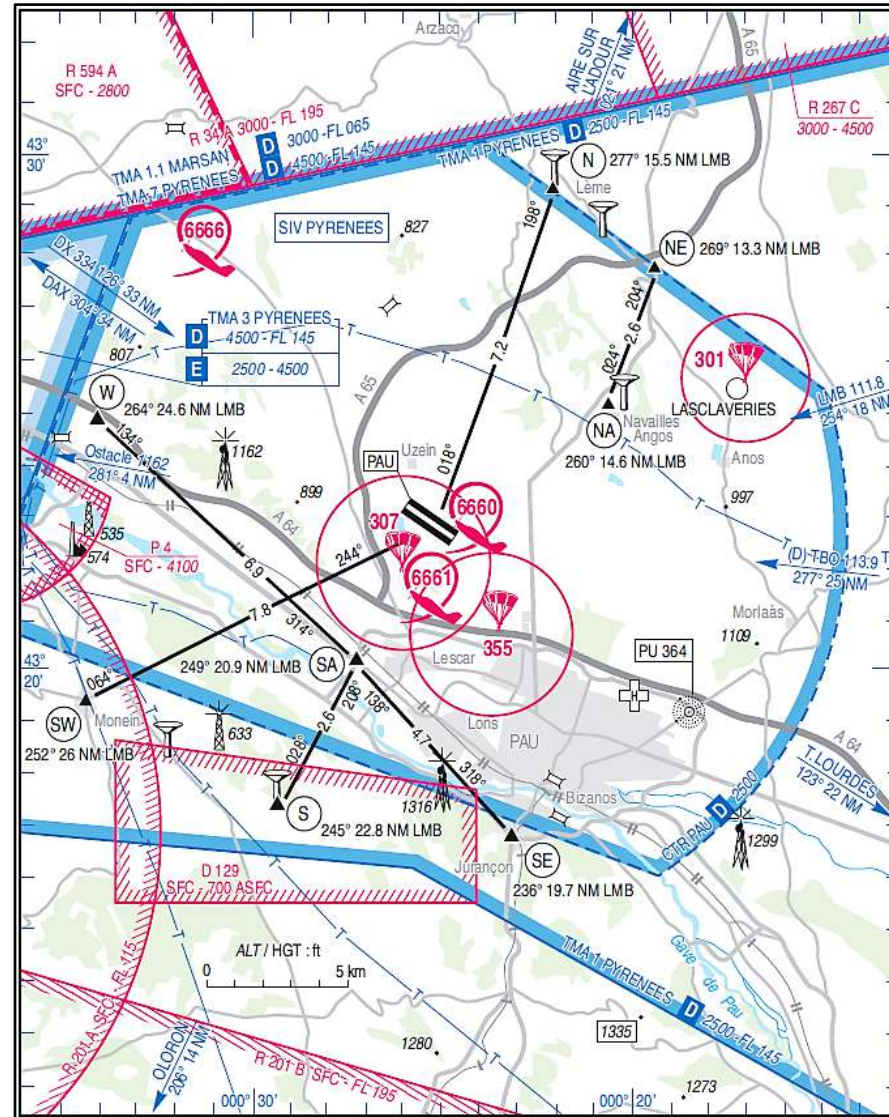 Arzacq
A 65
R 594 A
SFC - 2800
AIRE SUR
L'ADOUR
021° 21 NM
R 267 C
3000 - 4500
43°
30'
R 34 A 3000 - FL 195
TMA 1.1 MARSAN
D 3000-FL 065
TMA 7 PYRENEES
D 4500-FL 145
TMA 1 PYRENEES D 2500-FL 145
N 277° 15.5 NM LMB
Lème
198°
6666
SIV PYRENEES
827
NE 269° 13.3 NM LMB
204°
DX 334 126° 33 NM
DAX 304° 34 NM
TMA 3 PYRENEES
D 4500-FL 145
E 2500 - 4500
T
7.2
2.6
301
807
A 65
024°
LASCLAVERIES
LMB 111.8
254° 18 NM
W
264° 24.6 NM LMB
134°
NA
Navailles
Angos
260° 14.6 NM LMB
Ostacle 1162
281° 4 NM
1162
Uzein
018°
PAU
Anos
899
997
6660
307
535
574
P 4
SFC - 4100
A 64
244°
6661
(D) TBO 113.9
277° 25 NM
6.9
7.8
314°
355
Morlaàs
1109
43°
20'
249° 20.9 NM LMB
SA
Lescar
PU 364
064°
208°
138°
SW
Monein
252° 26 NM LMB
633
2.6
028°
4.7
318°
Lons
PAU
A 64
T.LOURDES
123° 22 NM
1316
Bizanos
CTR PAU D 2500
1299
S
245° 22.8 NM LMB
Jurançon
SE
236° 19.7 NM LMB
D 129
SFC - 700 ASFC
ALT / HGT : ft
0 5 km
TMA 1 PYRENEES
D 2500-FL 145
Gave
de
Pau
R 201 A SFC - FL 115
OLORON
206° 14 NM
R 201 B SFC - FL 195
1280
1335
1273
000° 30'
000° 20'